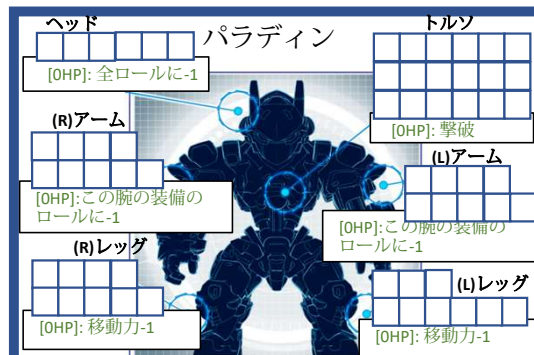 ヘッド
パラディン
トルソ
[0HP]: 全ロールに-1
[0HP]: 撃破
(R)アーム
(L)アーム
[0HP]:この腕の装備の
ロールに-1
[0HP]:この腕の装備の
ロールに-1
(R)レッグ
(L)レッグ
[0HP]: 移動力-1
[0HP]: 移動力-1